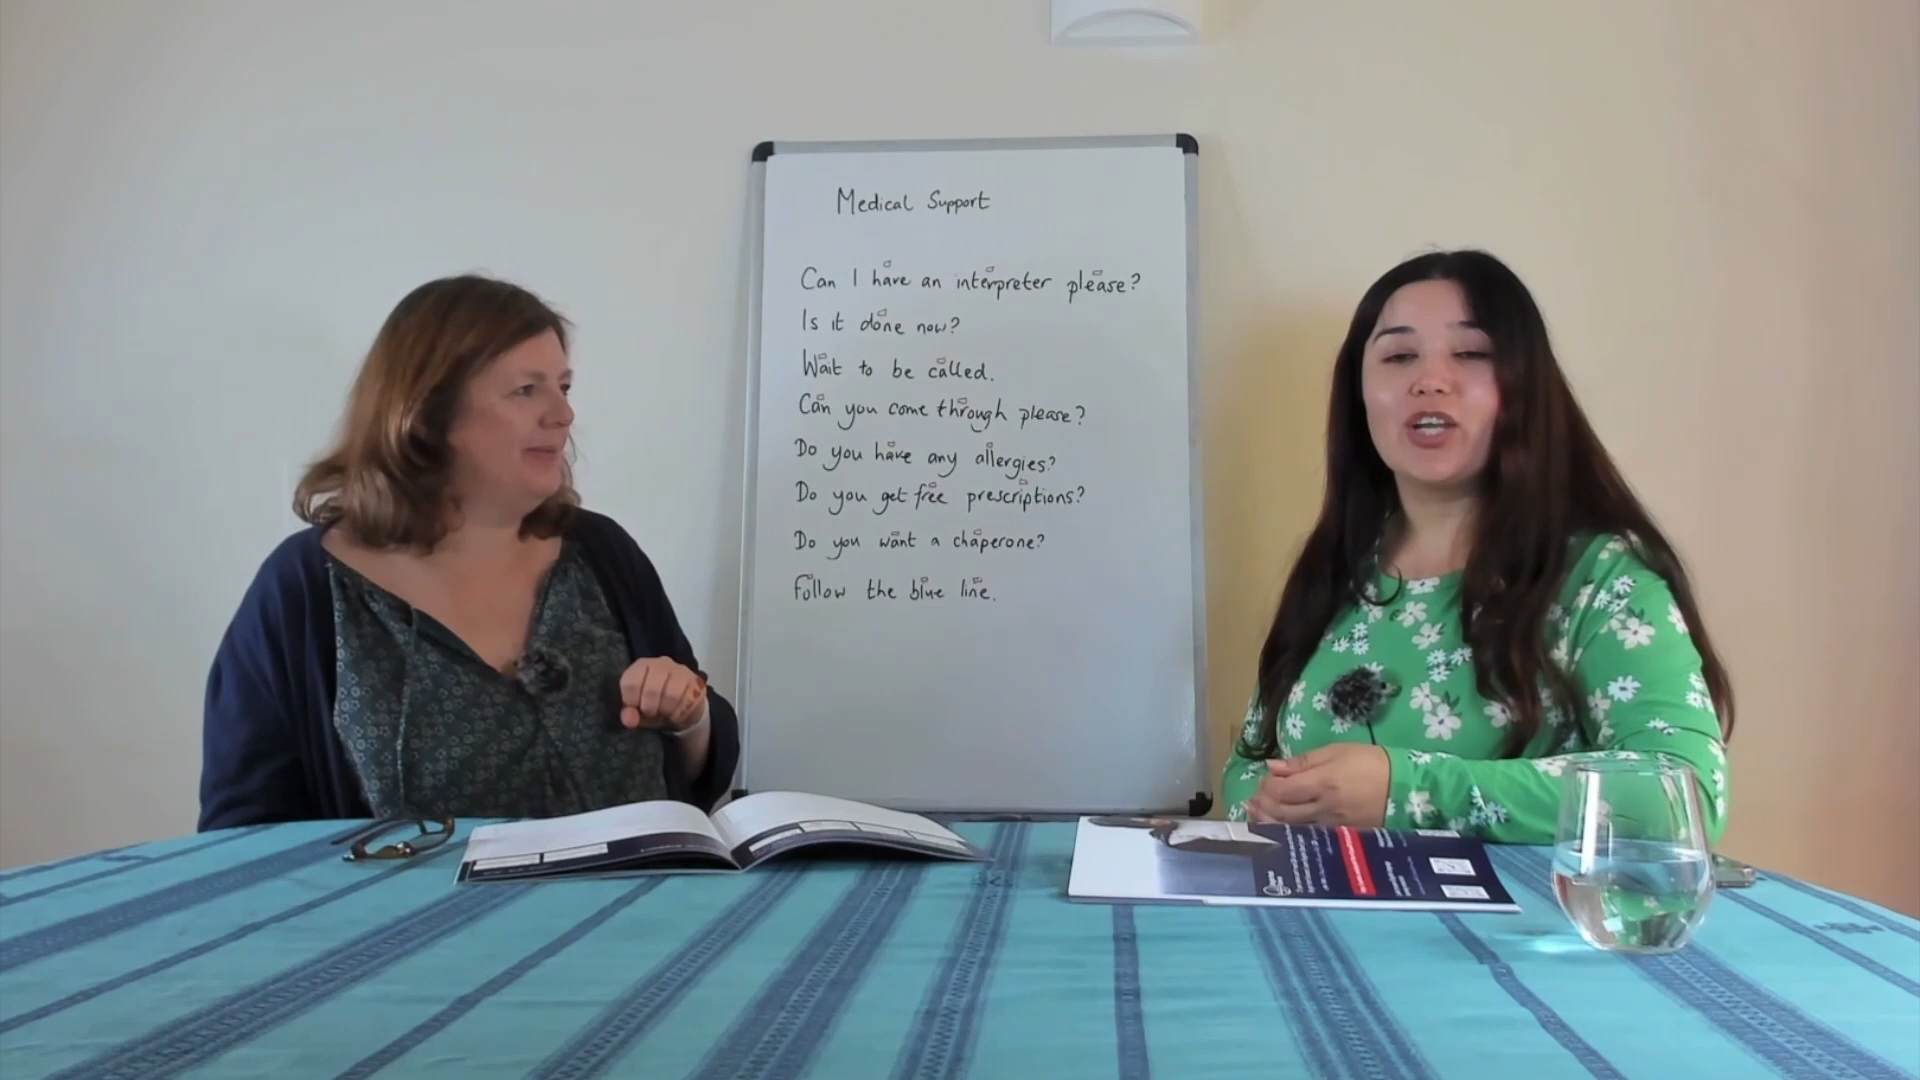 Medical Support
Can I have an interpreter please?
Is it done now?
Wait to be called.
Can you come through please?
Do you have any allergies?
Do you get free prescriptions?
Do you want a chaperone?
Follow the blue line.